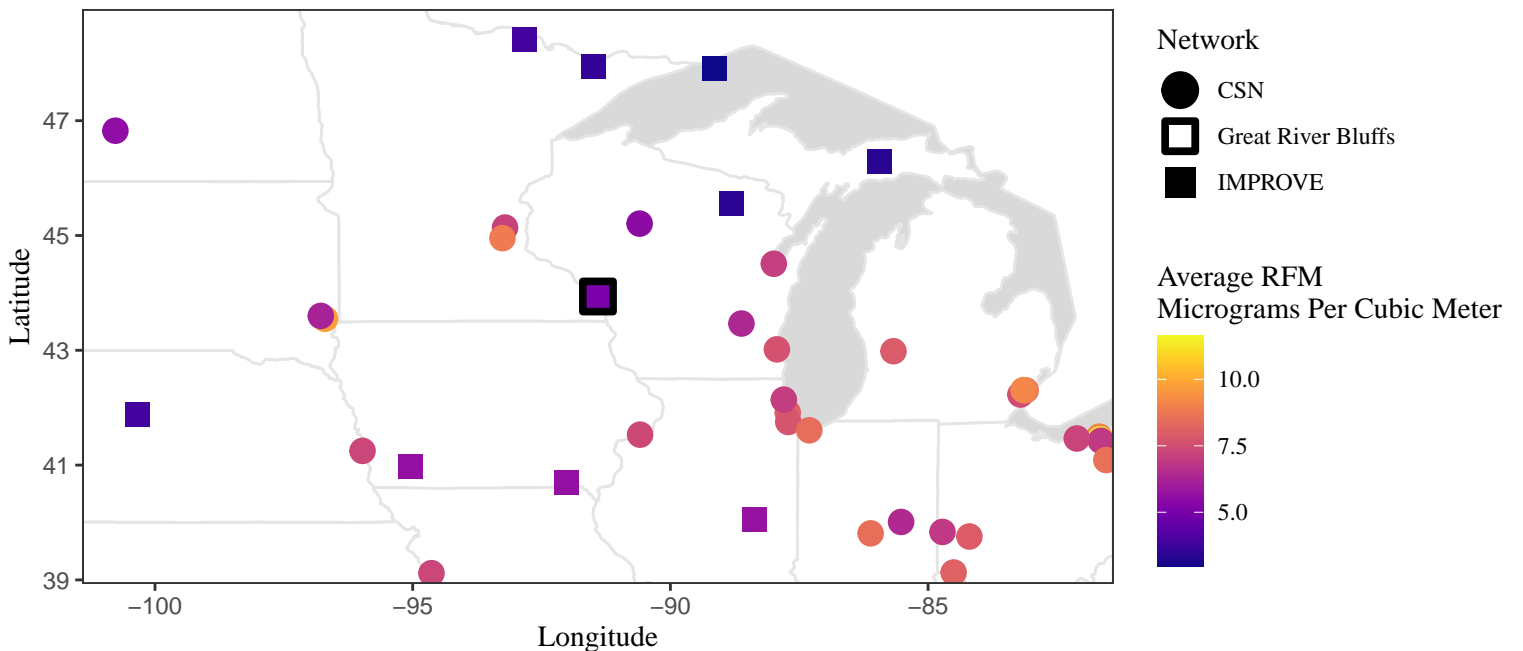 47
45
43
41
39
Latitude
−100
−95
−90
−85
Longitude
Network
CSN
Great River Bluffs
IMPROVE
Average RFM
Micrograms Per Cubic Meter
10.0
7.5
5.0